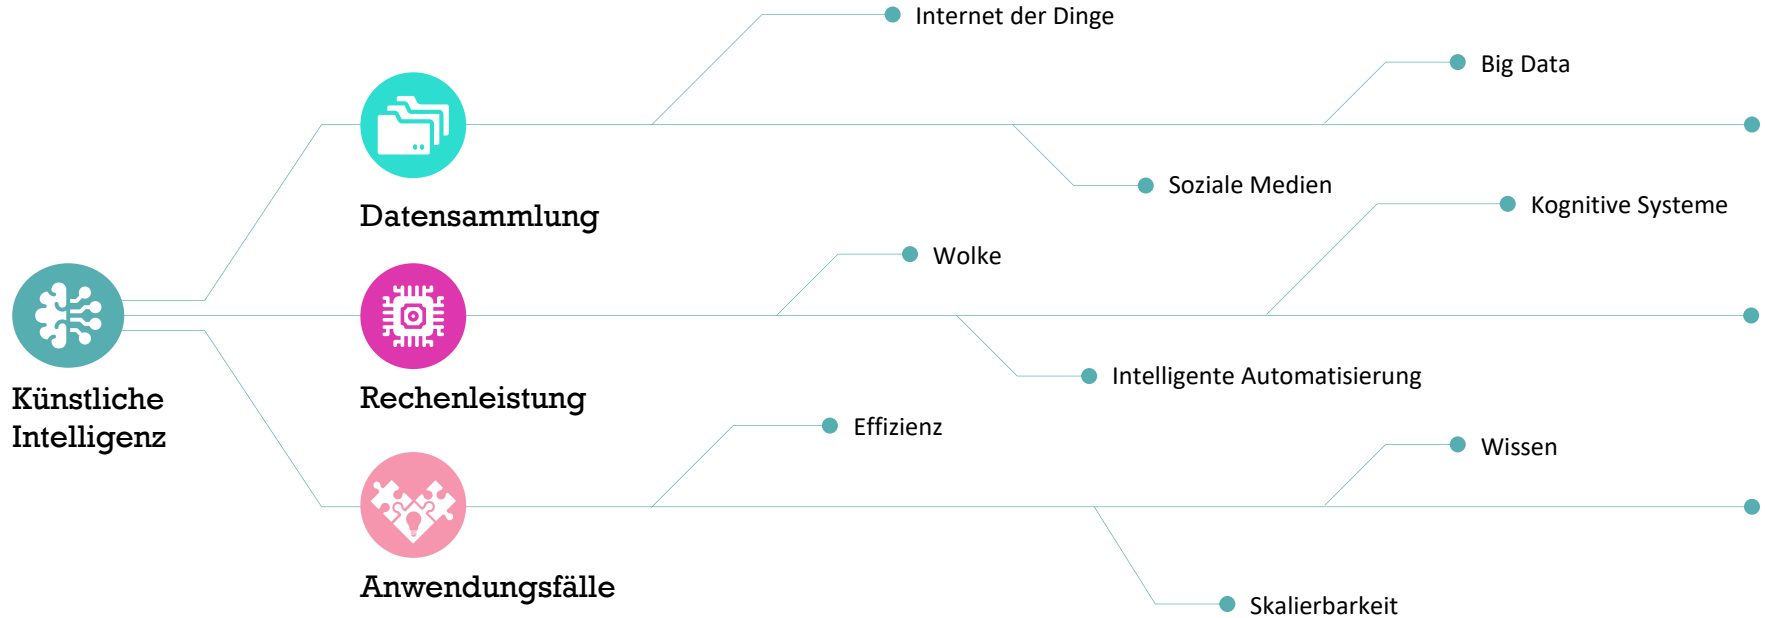 Internet der Dinge
Big Data
Soziale Medien
Datensammlung
Kognitive Systeme
Wolke
Intelligente Automatisierung
Rechenleistung
Künstliche
Intelligenz
Effizienz
Wissen
Anwendungsfälle
Skalierbarkeit